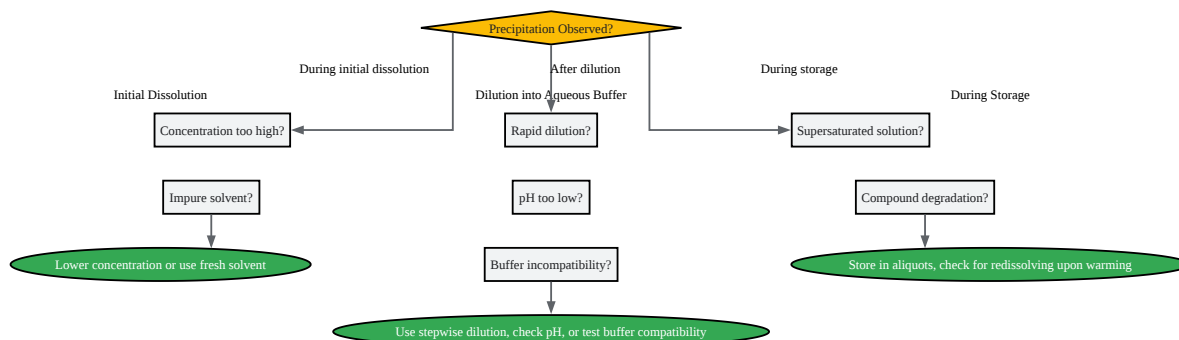 Precipitation Observed?
During initial dissolution
After dilution
During storage
Initial Dissolution
Dilution into Aqueous Buffer
During Storage
Concentration too high?
Rapid dilution?
Supersaturated solution?
Impure solvent?
pH too low?
Compound degradation?
Lower concentration or use fresh solvent
Buffer incompatibility?
Store in aliquots, check for redissolving upon warming
Use stepwise dilution, check pH, or test buffer compatibility